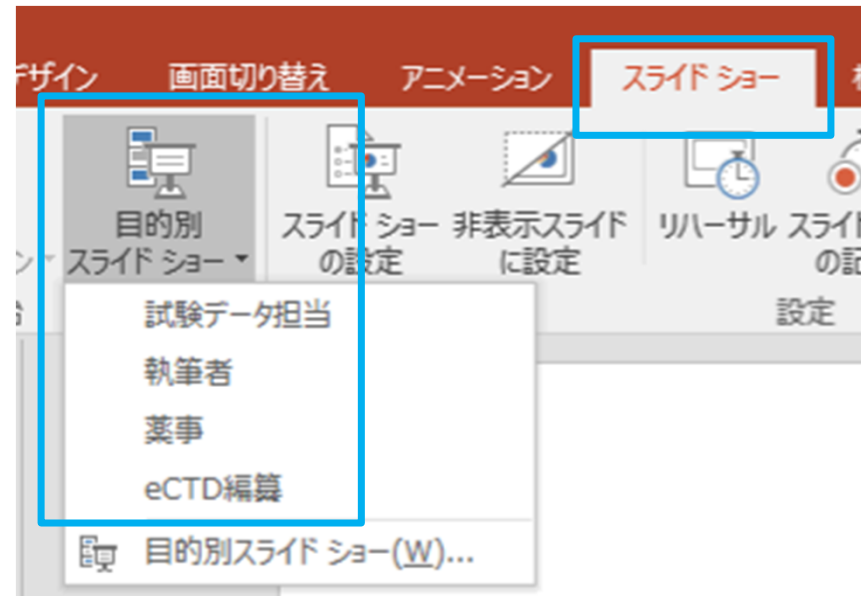 デザイン 画面切り替え アニメーション スライド ショー
目的別 スライド ショー 非表示スライド リハーサル スライド
スライド ショー の設定 に設定 の記
設定
試験データ担当
執筆者
薬事
eCTD編纂
目的別スライド ショー(W)...